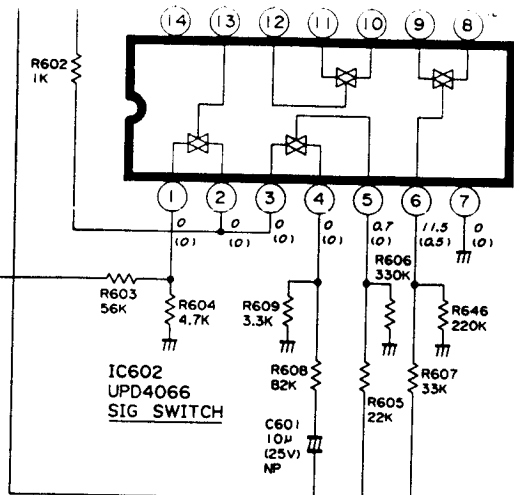 14 13 12 11 10 9 8
R602
1K
1 2 3 4 5 6 7
0 0 0 0 0.7 11.5 0
(0) (0) (0) (0) (0) (0.5) (0)
R603
56K
R604
4.7K
R609
3.3K
R606
330K
R646
220K
R608
82K
R605
22K
R607
33K
C601
10μ
(25V)
NP
IC602
UPD4066
SIG SWITCH